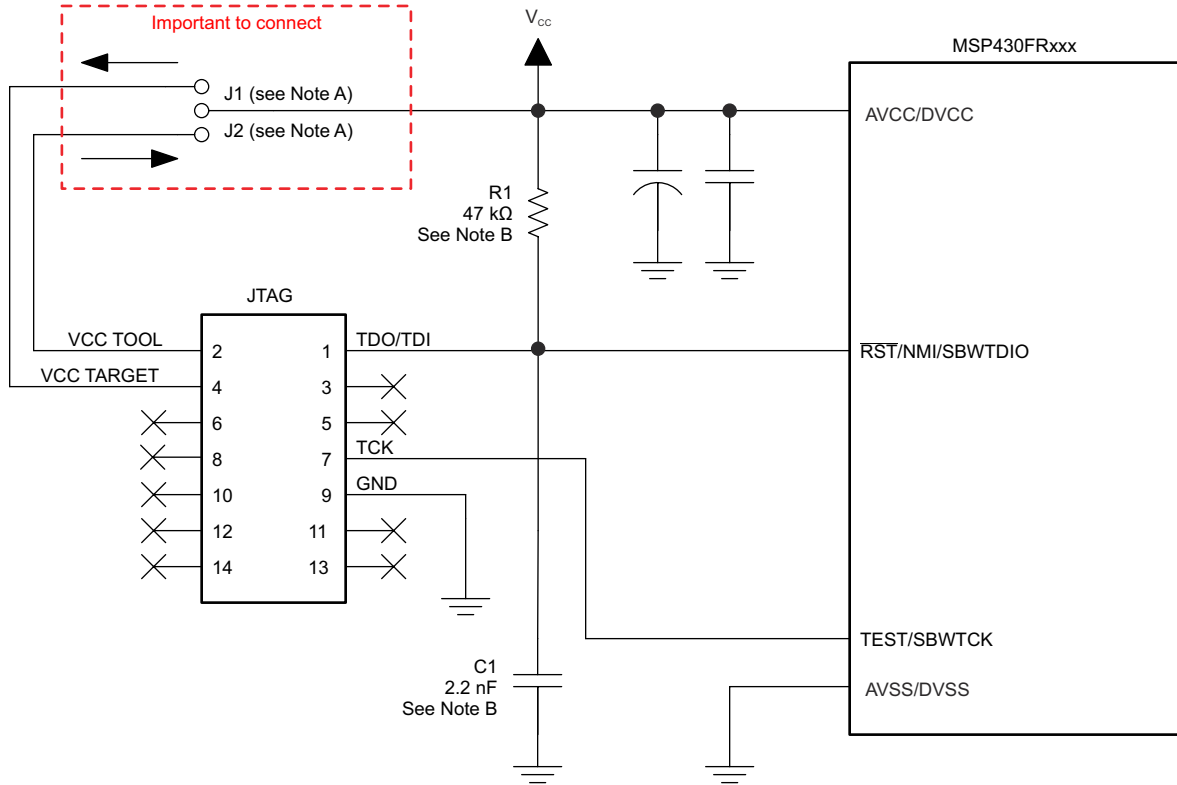 Important to connect
V_CC
MSP430FRxxx
J1 (see Note A)
J2 (see Note A)
AVCC/DVCC
R1
47 kΩ
See Note B
JTAG
VCC TOOL
2
1
TDO/TDI
R̅S̅T̅/NMI/SBWTDIO
VCC TARGET
4
3
6
5
8
7
TCK
10
9
GND
12
11
14
13
TEST/SBWTCK
C1
2.2 nF
See Note B
AVSS/DVSS